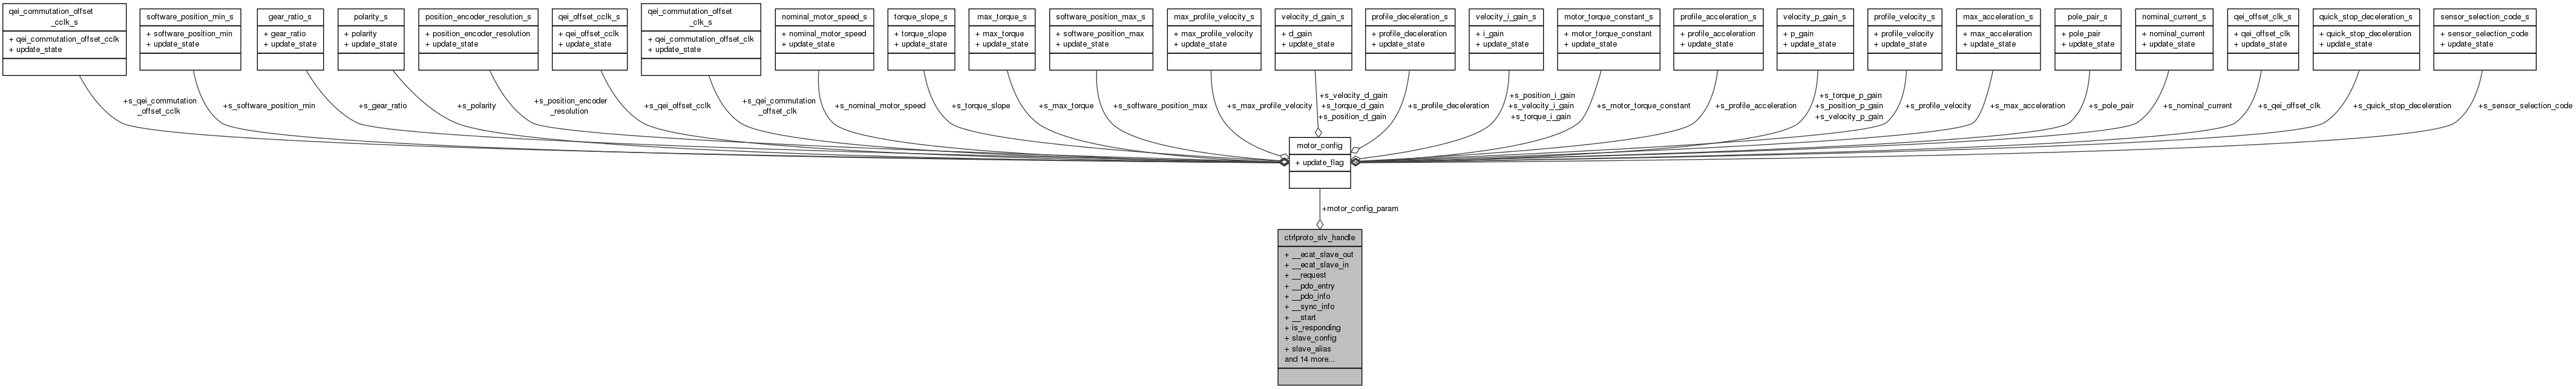 qei_commutation_offset
_cclk_s
+ qei_commutation_offset_cclk
+ update_state
software_position_min_s
+ software_position_min
+ update_state
gear_ratio_s
+ gear_ratio
+ update_state
polarity_s
+ polarity
+ update_state
position_encoder_resolution_s
+ position_encoder_resolution
+ update_state
qei_offset_cclk_s
+ qei_offset_cclk
+ update_state
qei_commutation_offset
_clk_s
+ qei_commutation_offset_clk
+ update_state
nominal_motor_speed_s
+ nominal_motor_speed
+ update_state
torque_slope_s
+ torque_slope
+ update_state
max_torque_s
+ max_torque
+ update_state
software_position_max_s
+ software_position_max
+ update_state
max_profile_velocity_s
+ max_profile_velocity
+ update_state
velocity_d_gain_s
+ d_gain
+ update_state
profile_deceleration_s
+ profile_deceleration
+ update_state
velocity_i_gain_s
+ i_gain
+ update_state
motor_torque_constant_s
+ motor_torque_constant
+ update_state
profile_acceleration_s
+ profile_acceleration
+ update_state
velocity_p_gain_s
+ p_gain
+ update_state
profile_velocity_s
+ profile_velocity
+ update_state
max_acceleration_s
+ max_acceleration
+ update_state
pole_pair_s
+ pole_pair
+ update_state
nominal_current_s
+ nominal_current
+ update_state
qei_offset_clk_s
+ qei_offset_clk
+ update_state
quick_stop_deceleration_s
+ quick_stop_deceleration
+ update_state
sensor_selection_code_s
+ sensor_selection_code
+ update_state
+s_qei_commutation
_offset_cclk
+s_software_position_min
+s_gear_ratio
+s_polarity
+s_position_encoder
_resolution
+s_qei_offset_cclk
+s_qei_commutation
_offset_clk
+s_nominal_motor_speed
+s_torque_slope
+s_max_torque
+s_software_position_max
+s_max_profile_velocity
+s_velocity_d_gain
+s_torque_d_gain
+s_position_d_gain
+s_profile_deceleration
+s_position_i_gain
+s_velocity_i_gain
+s_torque_i_gain
+s_motor_torque_constant
+s_profile_acceleration
+s_torque_p_gain
+s_position_p_gain
+s_velocity_p_gain
+s_profile_velocity
+s_max_acceleration
+s_pole_pair
+s_nominal_current
+s_qei_offset_clk
+s_quick_stop_deceleration
+s_sensor_selection_code
motor_config
+ update_flag
+motor_config_param
ctrlproto_slv_handle
+ __ecat_slave_out
+ __ecat_slave_in
+ __request
+ __pdo_entry
+ __pdo_info
+ __sync_info
+ __start
+ is_responding
+ slave_config
+ slave_alias
and 14 more...